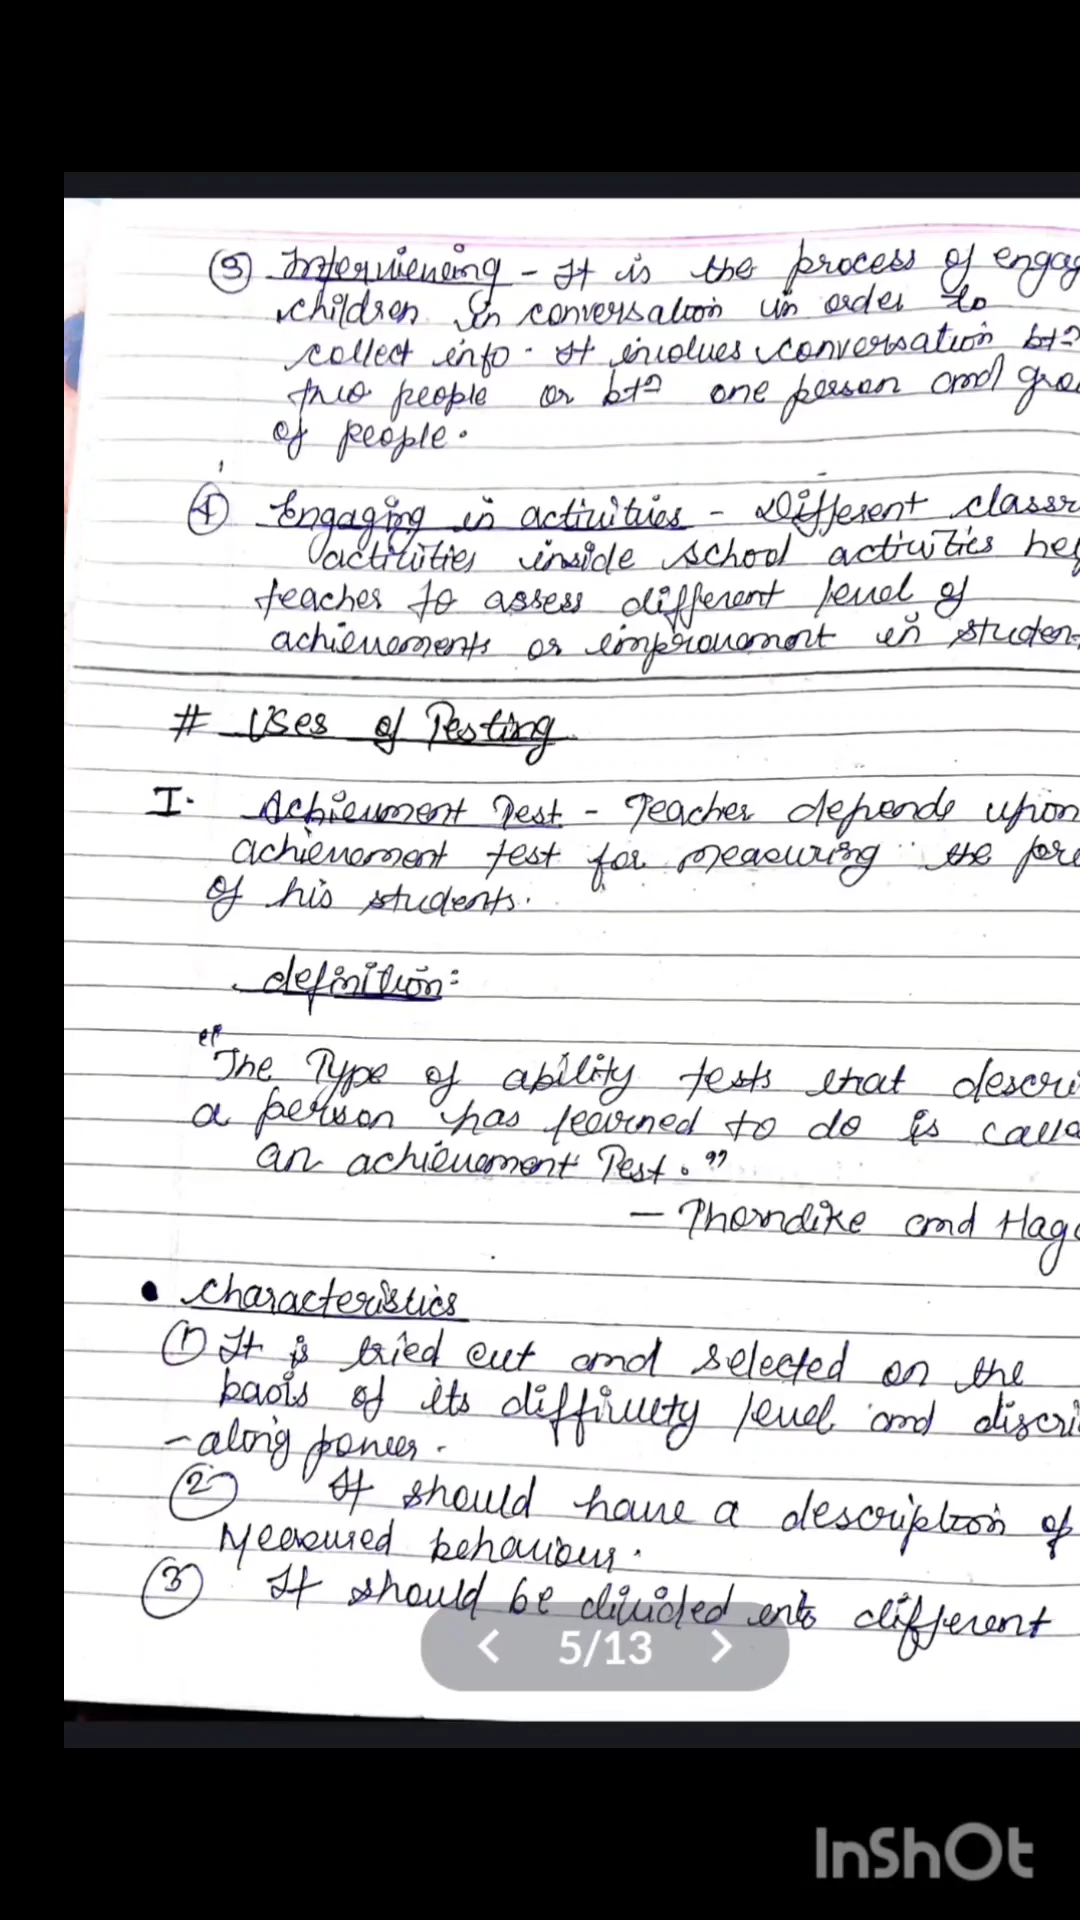 ③ Interviewing - It is the process of engag
children in conversation in order to
collect info. It involves conversation btn
two people or btn one person and gro
of people.
④ Engaging in activities - Different classr
activities inside school activities hel
teacher to assess different level of
achievements or improvement in studen
# Uses of Testing
I. Achievment Test - Teacher depends upon
achievement test for measuring the
of his students.
definition:
"The Type of ability tests that descri
a person has learned to do is calle
an achievement Test."
- Thorndike and Hag
• Characteristics
① It is tried out and selected on the
basis of its difficulty level and discri
- power.
② It should have a description of
Measured behaviour.
③ It should be divided into different
< 5/13 >
InShOt